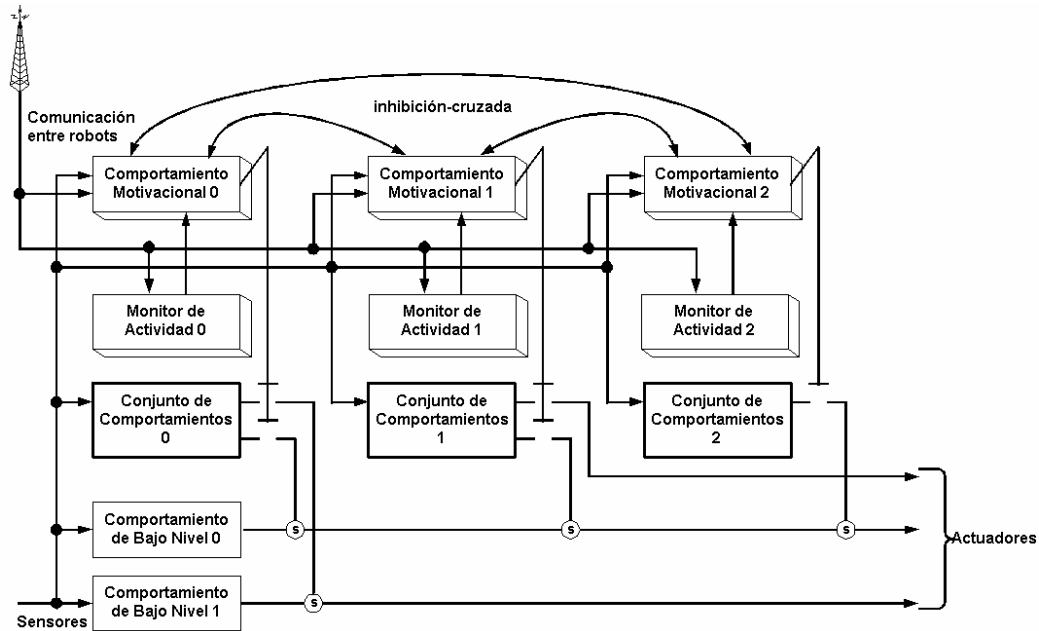 Comunicación
entre robots
inhibición-cruzada
Comportamiento
Motivacional 0
Comportamiento
Motivacional 1
Comportamiento
Motivacional 2
Monitor de
Actividad 0
Monitor de
Actividad 1
Monitor de
Actividad 2
Conjunto de
Comportamientos
0
Conjunto de
Comportamientos
1
Conjunto de
Comportamientos
2
Comportamiento
de Bajo Nivel 0
s
s
s
Actuadores
Comportamiento
de Bajo Nivel 1
s
Sensores